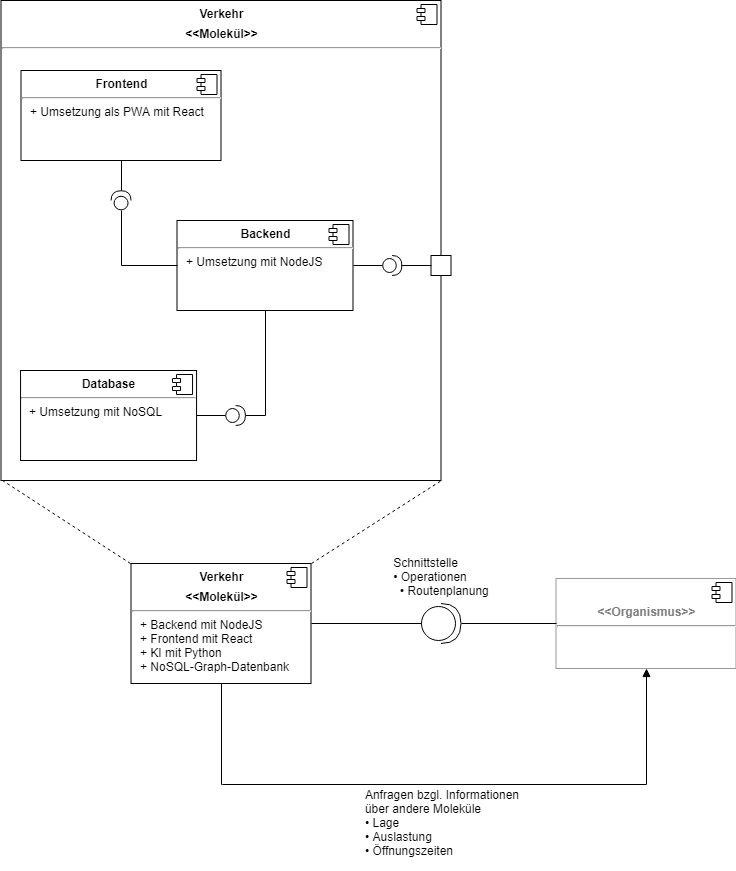 Verkehr
<<Molekül>>
Frontend
+ Umsetzung als PWA mit React
Backend
+ Umsetzung mit NodeJS
Database
+ Umsetzung mit NoSQL
Verkehr
<<Molekül>>
+ Backend mit NodeJS
+ Frontend mit React
+ KI mit Python
+ NoSQL-Graph-Datenbank
Schnittstelle
• Operationen
• Routenplanung
<<Organismus>>
Anfragen bzgl. Informationen
über andere Moleküle
• Lage
• Auslastung
• Öffnungszeiten